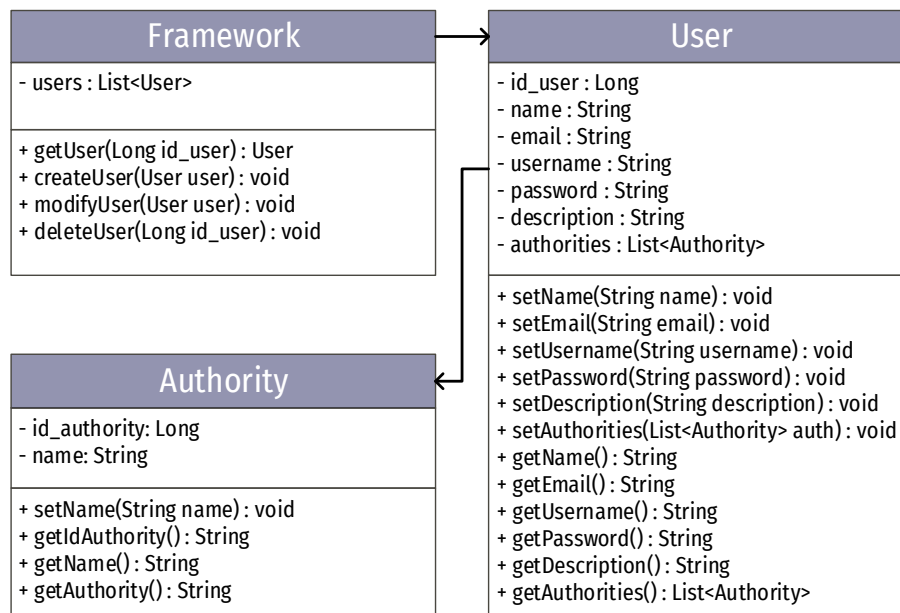 Framework
- users : List<User>
+ getUser(Long id_user) : User
+ createUser(User user) : void
+ modifyUser(User user) : void
+ deleteUser(Long id_user) : void
User
- id_user : Long
- name : String
- email : String
- username : String
- password : String
- description : String
- authorities : List<Authority>
+ setName(String name) : void
+ setEmail(String email) : void
+ setUsername(String username) : void
+ setPassword(String password) : void
+ setDescription(String description) : void
+ setAuthorities(List<Authority> auth) : void
+ getName() : String
+ getEmail() : String
+ getUsername() : String
+ getPassword() : String
+ getDescription() : String
+ getAuthorities() : List<Authority>
Authority
- id_authority: Long
- name: String
+ setName(String name) : void
+ getIdAuthority() : String
+ getName() : String
+ getAuthority() : String